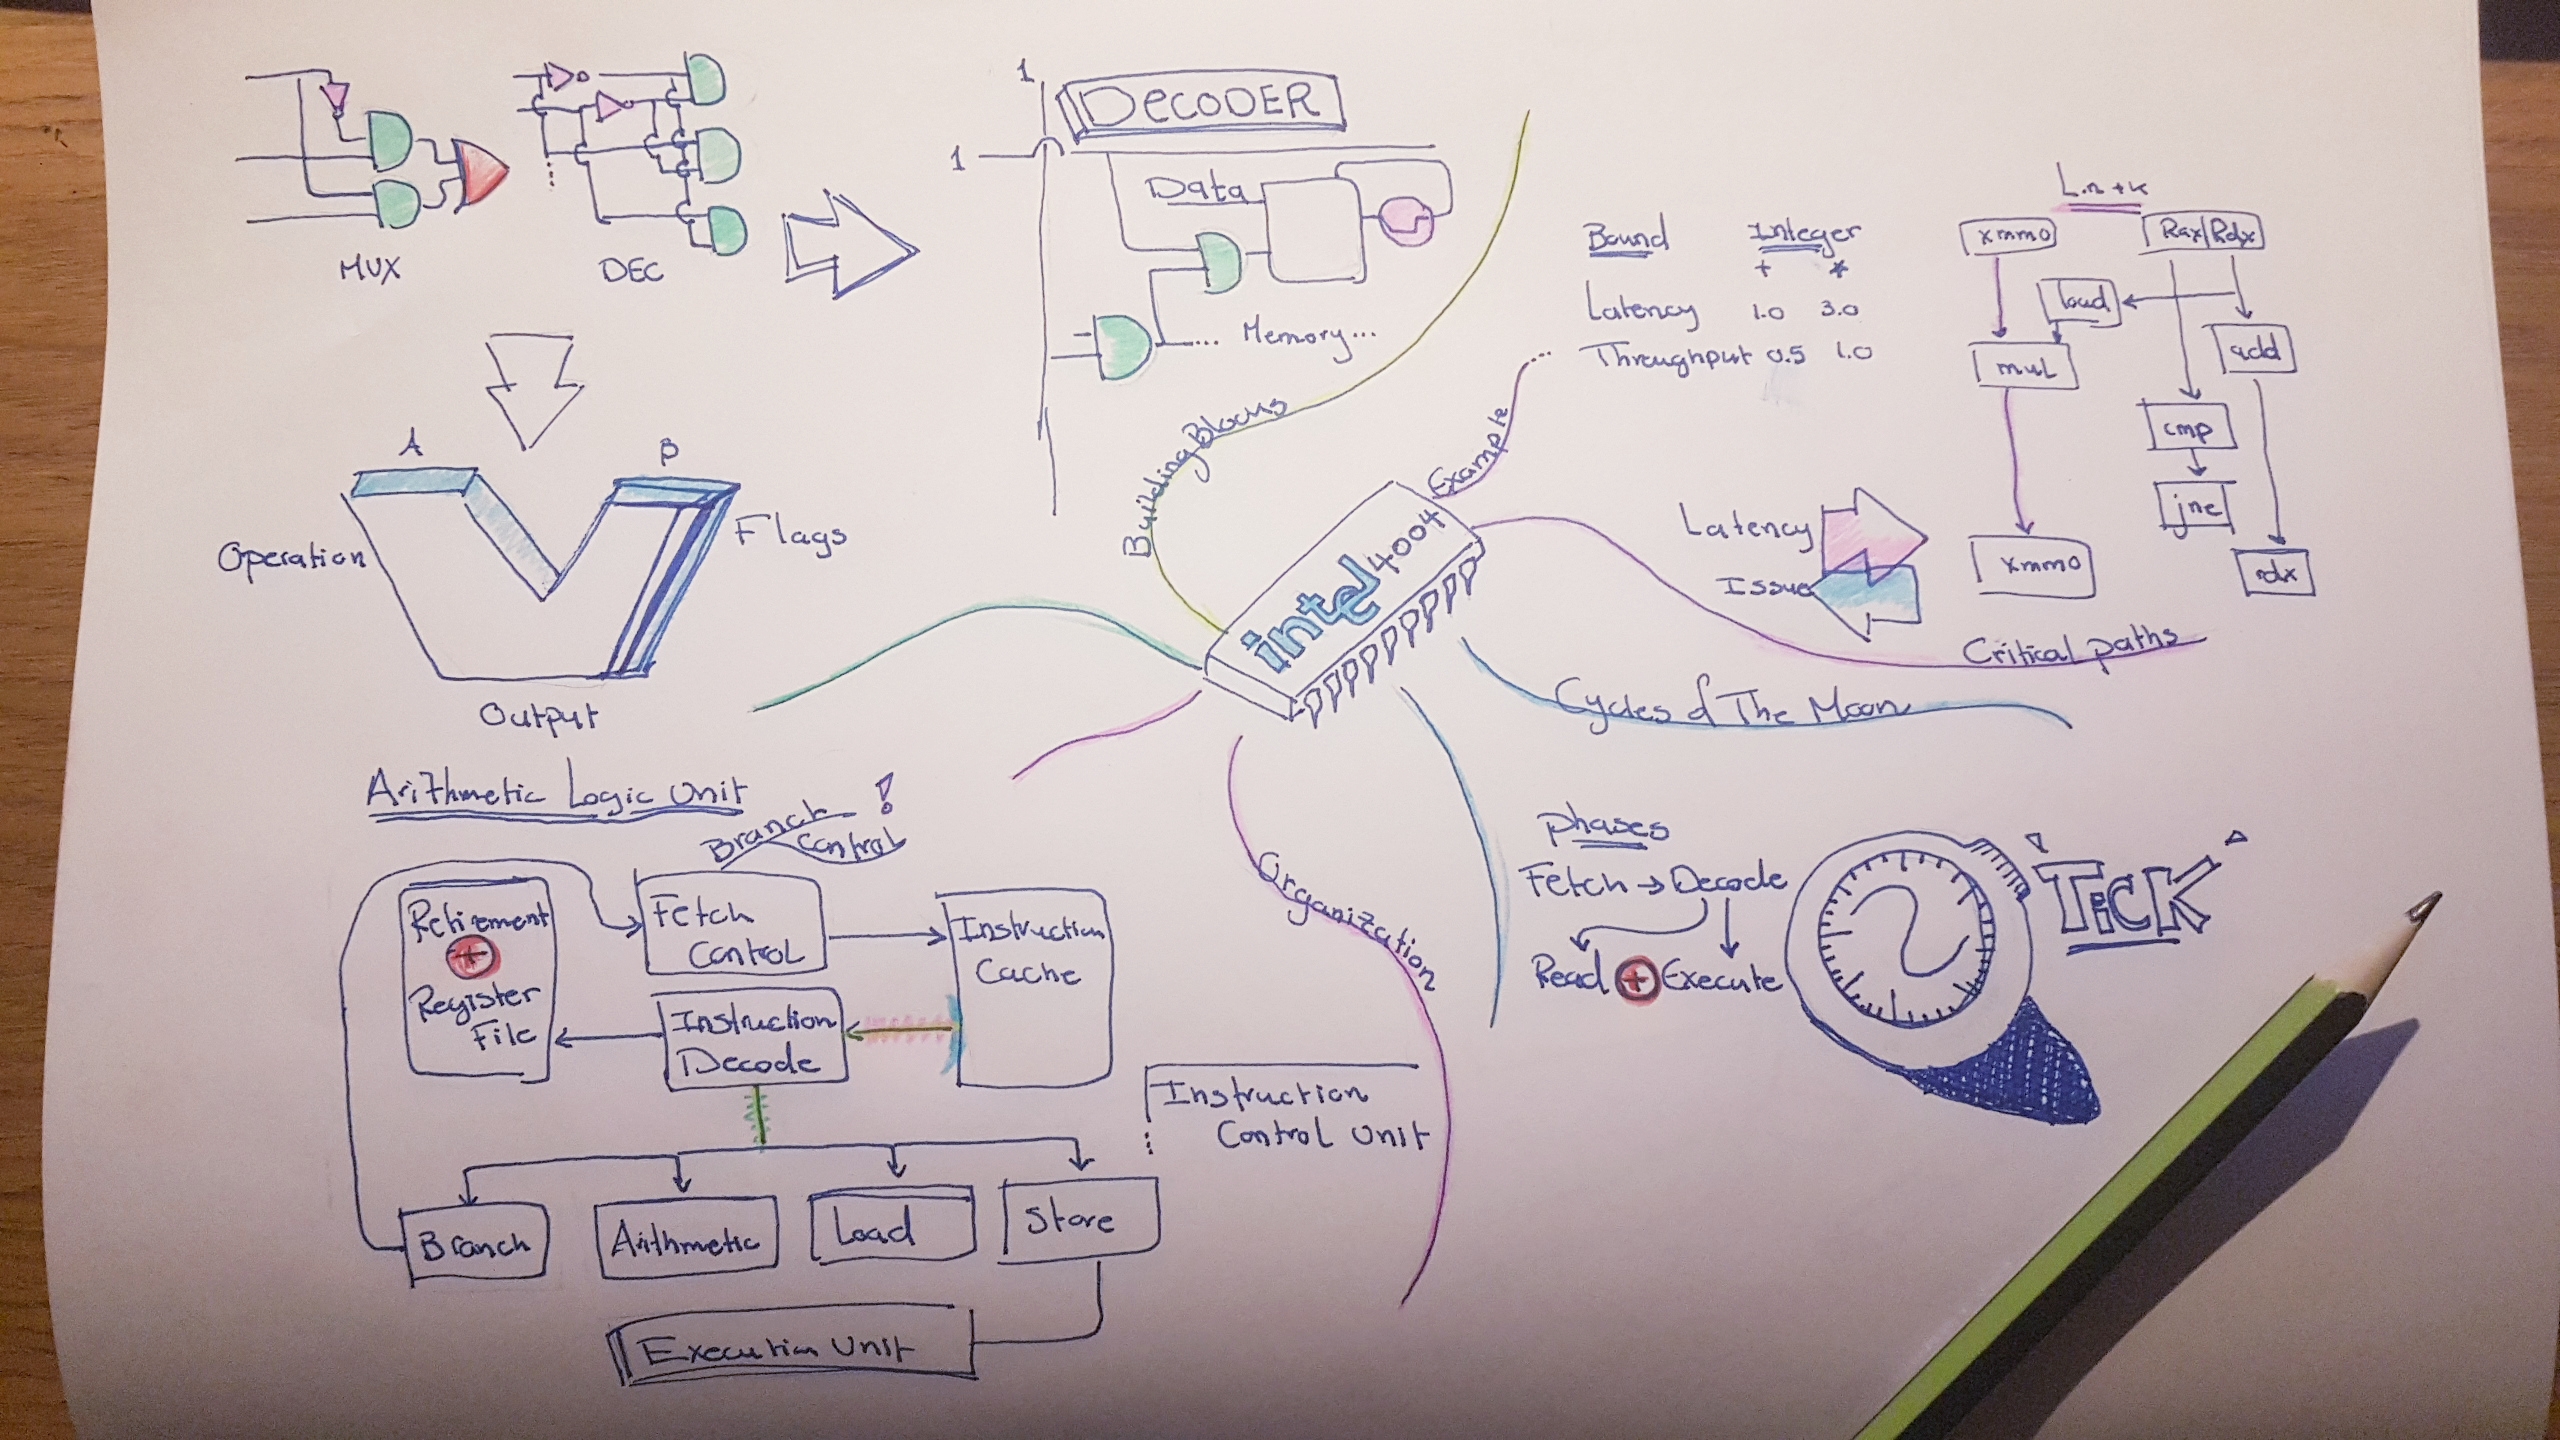 MUX
DEC
1
1
DECODER
Data
... Memory...
A
B
Operation
Flags
Output
Arithmetic Logic Unit
Building Blocks
Example
intel 4004
Bound Integer
+ *
Latency 1.0 3.0
Throughput 0.5 1.0
L.n+k
xmm0
Rax/Rdx
load
mul
add
cmp
jne
xmm0
rdx
Latency
Issue
Critical paths
Cycles of The Moon
Organization
Branch
Control
!
Retirement
+
Register
File
Fetch
Control
Instruction
Cache
Instruction
Decode
Instruction
Control Unit
Branch
Arithmetic
Load
Store
Execution Unit
Phases
Fetch → Decode
Read + Execute
TICK